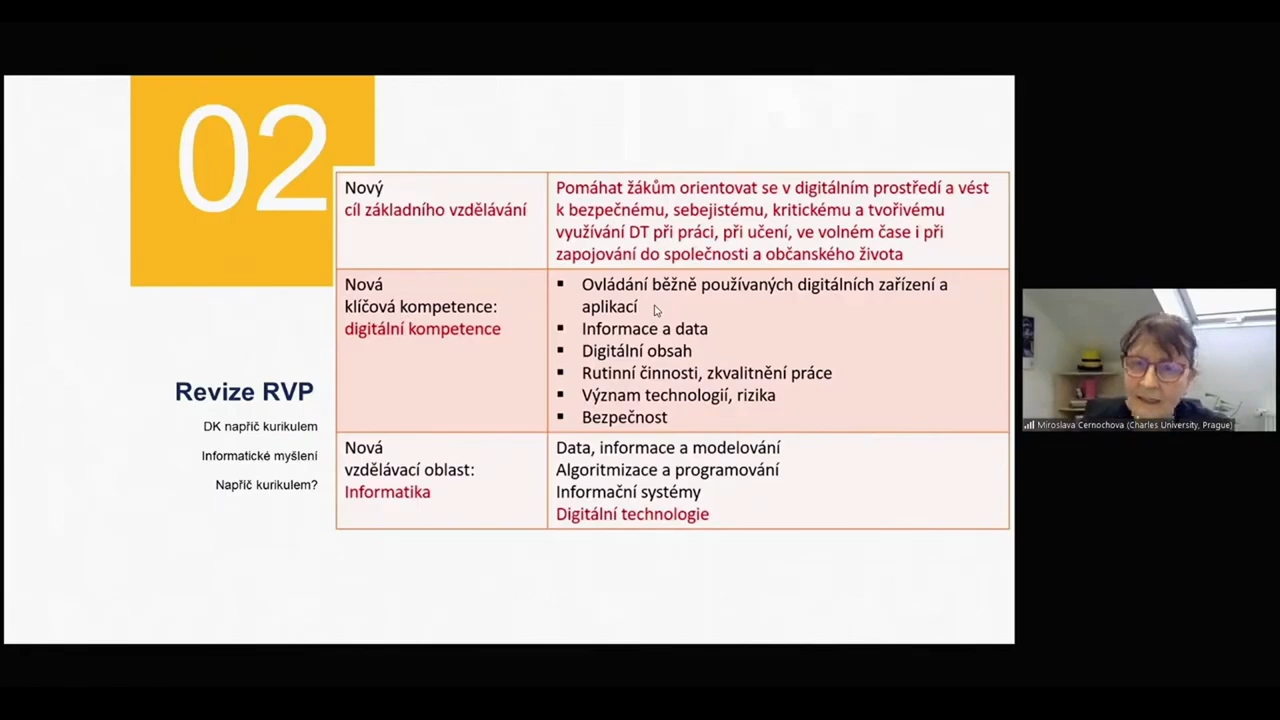 02
Nový
cíl základního vzdělávání
Pomáhat žákům orientovat se v digitálním prostředí a vést
k bezpečnému, sebejistému, kritickému a tvořivému
využívání DT při práci, při učení, ve volném čase i při
zapojování do společnosti a občanského života
Nová
klíčová kompetence:
digitální kompetence
▪ Ovládání běžně používaných digitálních zařízení a
aplikací
▪ Informace a data
▪ Digitální obsah
▪ Rutinní činnosti, zkvalitnění práce
▪ Význam technologií, rizika
▪ Bezpečnost
Nová
vzdělávací oblast:
Informatika
Data, informace a modelování
Algoritmizace a programování
Informační systémy
Digitální technologie
Revize RVP
DK napříč kurikulem
Informatické myšlení
Napříč kurikulem?
Miroslava Cernochova (Charles University, Prague)